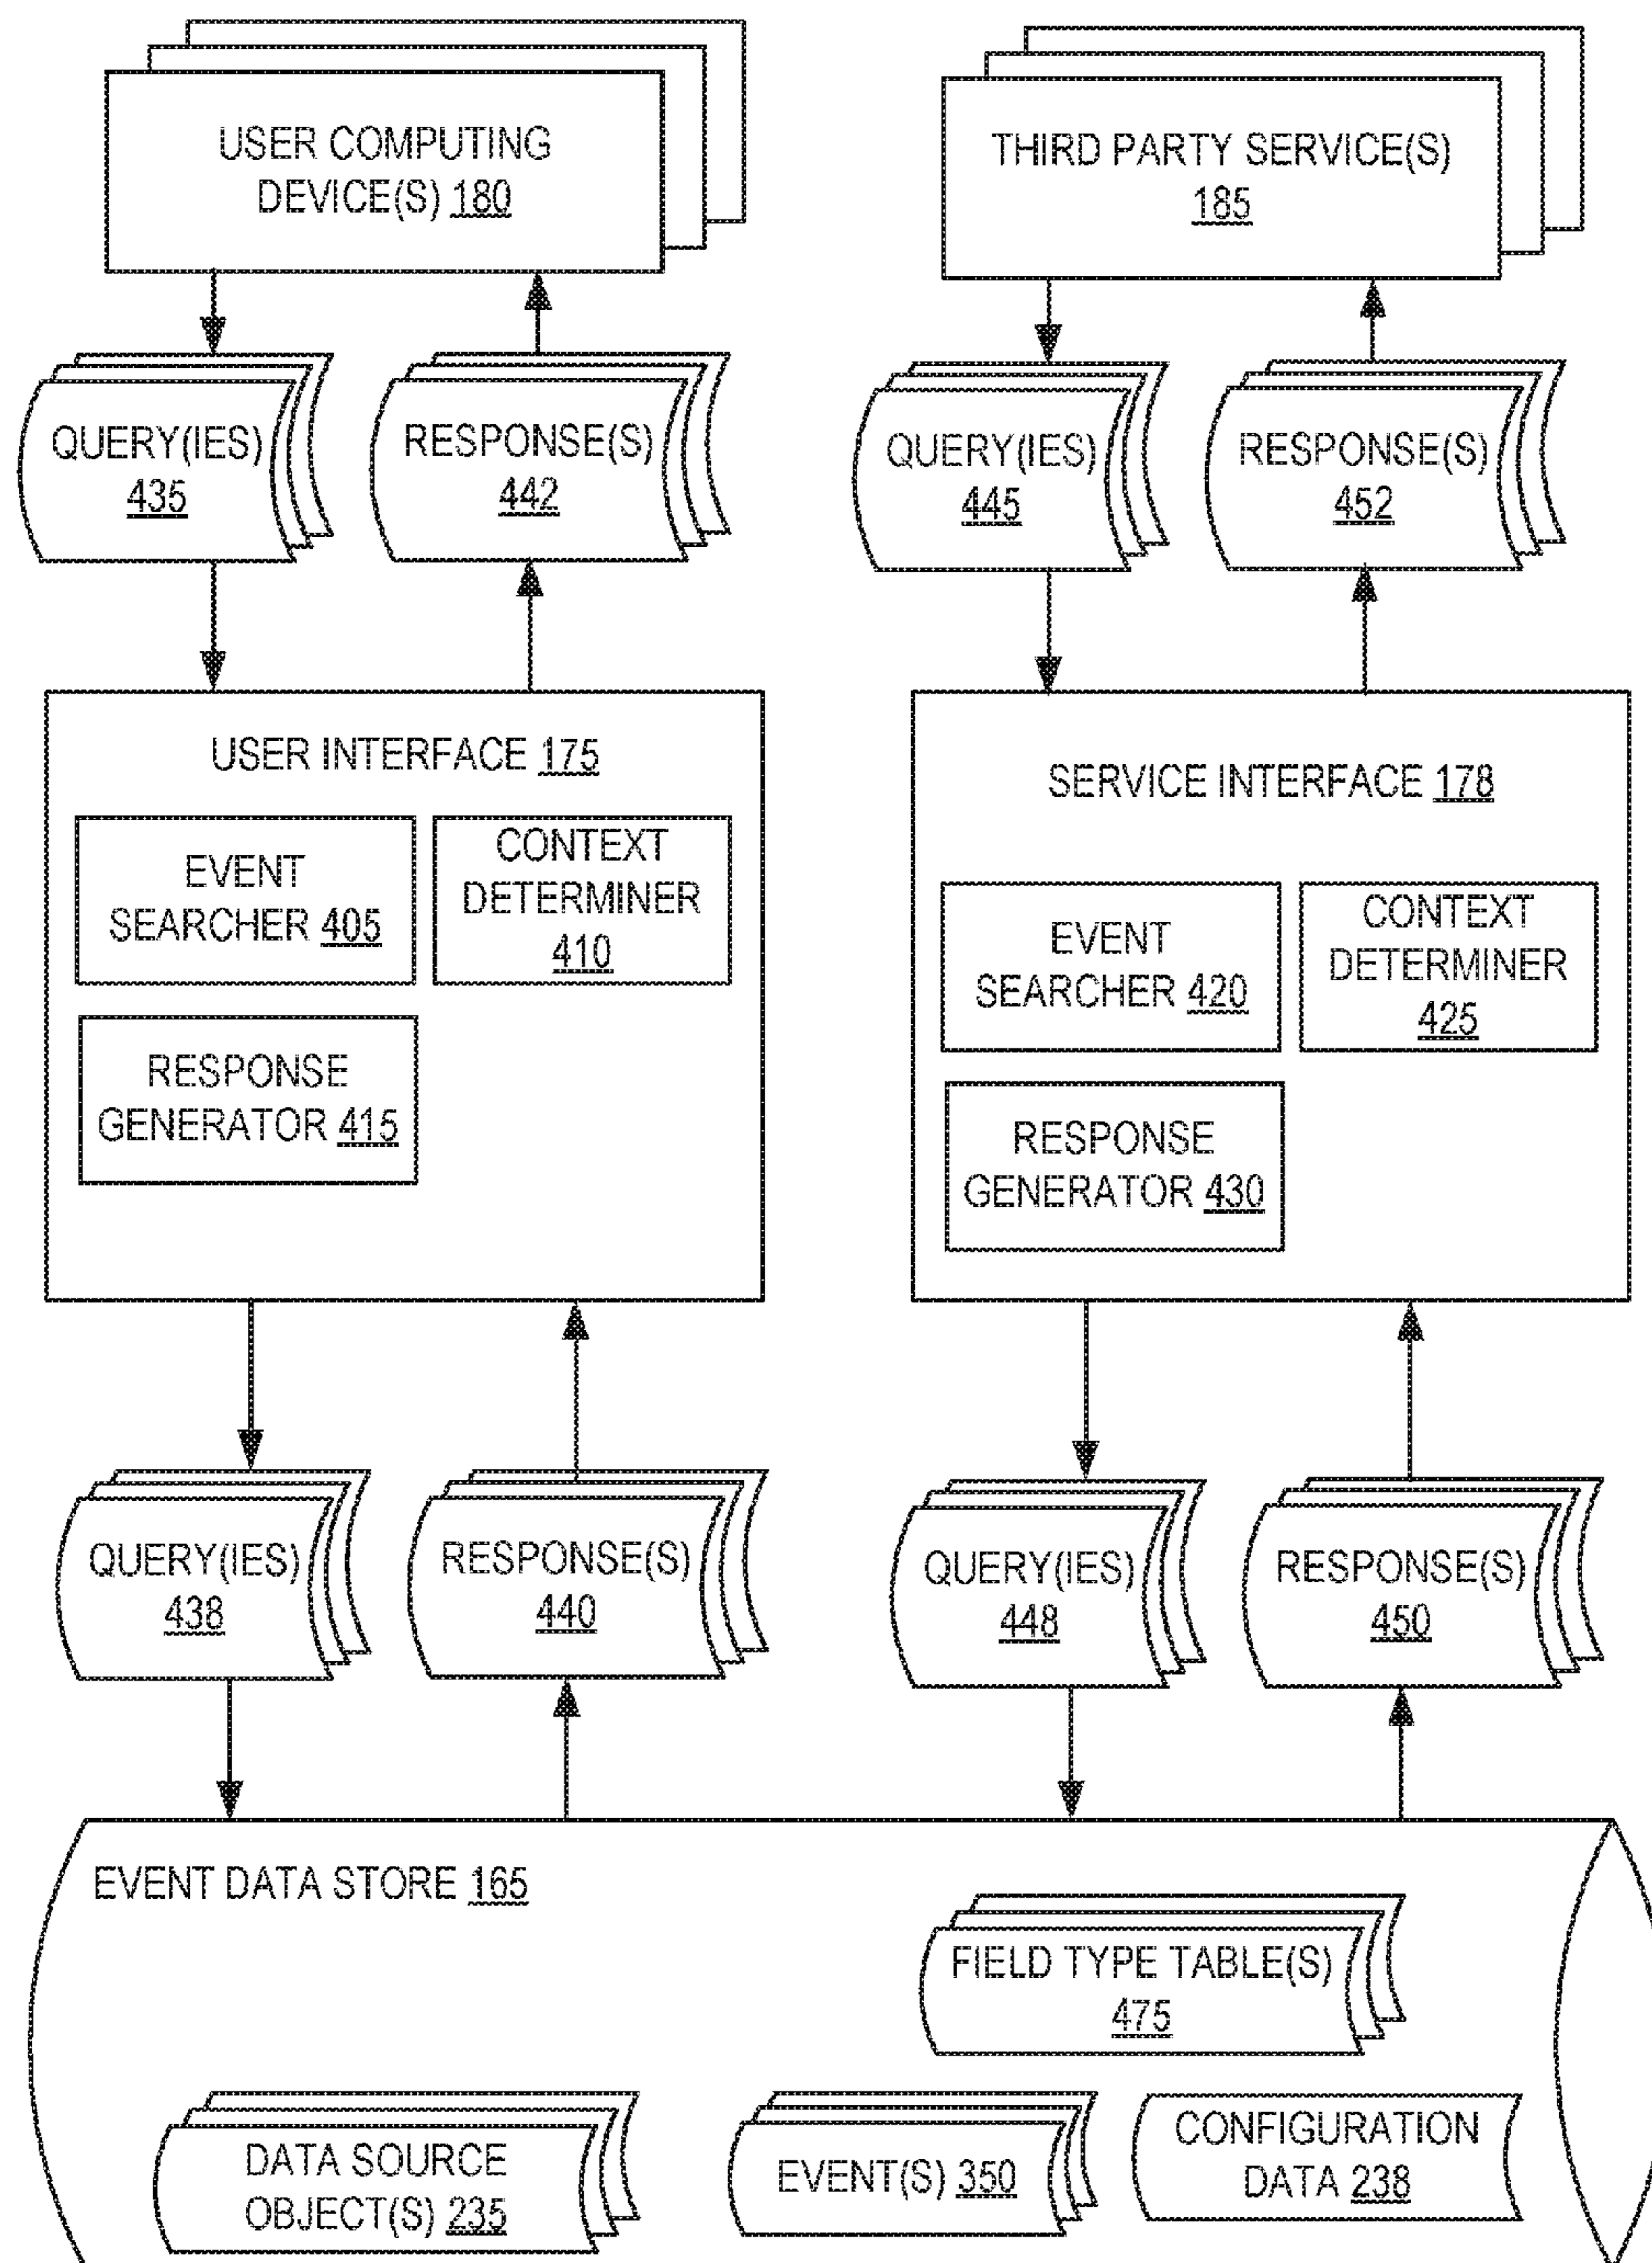 USER COMPUTING
DEVICE(S) 180
THIRD PARTY SERVICE(S)
185
QUERY(IES)
435
RESPONSE(S)
442
QUERY(IES)
445
RESPONSE(S)
452
USER INTERFACE 175
EVENT
SEARCHER 405
CONTEXT
DETERMINER
410
RESPONSE
GENERATOR 415
SERVICE INTERFACE 178
EVENT
SEARCHER 420
CONTEXT
DETERMINER
425
RESPONSE
GENERATOR 430
QUERY(IES)
438
RESPONSE(S)
440
QUERY(IES)
448
RESPONSE(S)
450
EVENT DATA STORE 165
FIELD TYPE TABLE(S)
475
DATA SOURCE
OBJECT(S) 235
EVENT(S) 350
CONFIGURATION
DATA 238